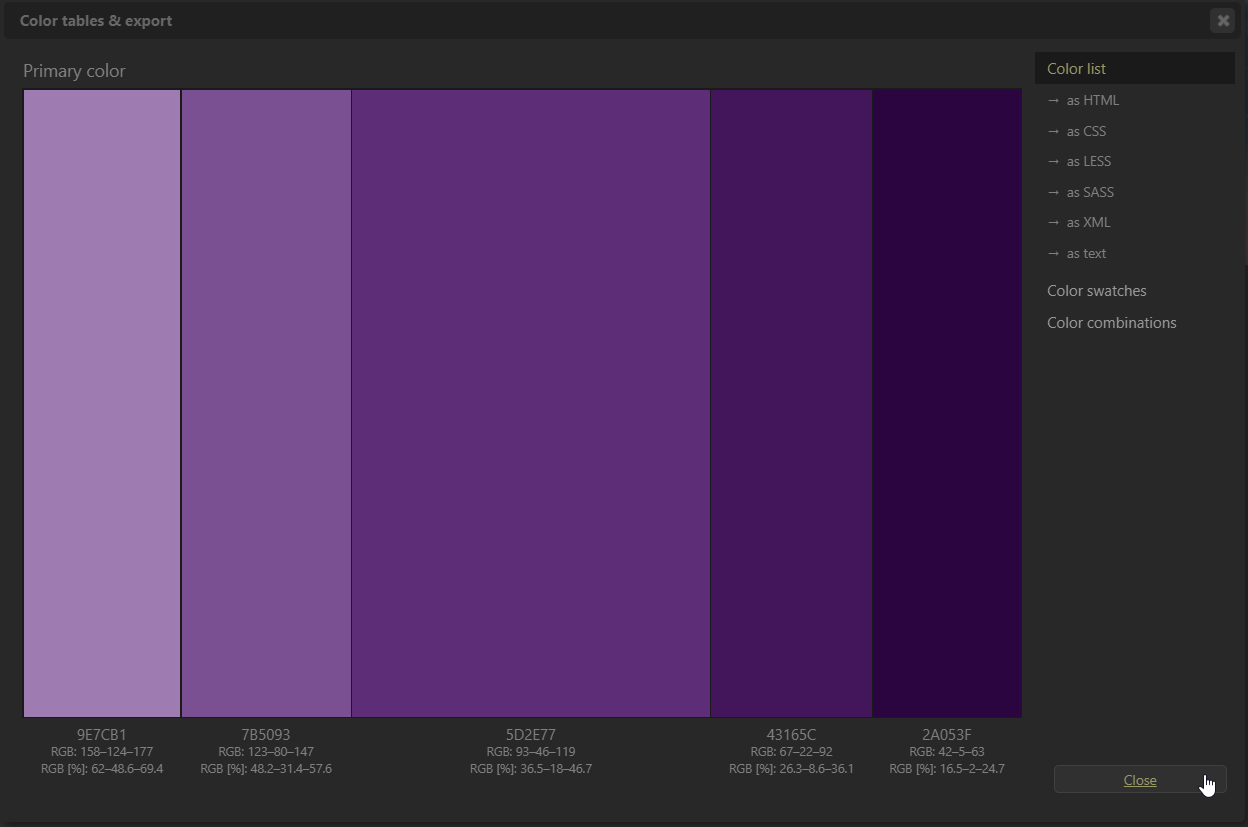 Color tables & export
Primary color
9E7CB1
RGB: 158–124–177
RGB [%]: 62–48.6–69.4
7B5093
RGB: 123–80–147
RGB [%]: 48.2–31.4–57.6
5D2E77
RGB: 93–46–119
RGB [%]: 36.5–18–46.7
43165C
RGB: 67–22–92
RGB [%]: 26.3–8.6–36.1
2A053F
RGB: 42–5–63
RGB [%]: 16.5–2–24.7
Color list
→ as HTML
→ as CSS
→ as LESS
→ as SASS
→ as XML
→ as text
Color swatches
Color combinations
Close